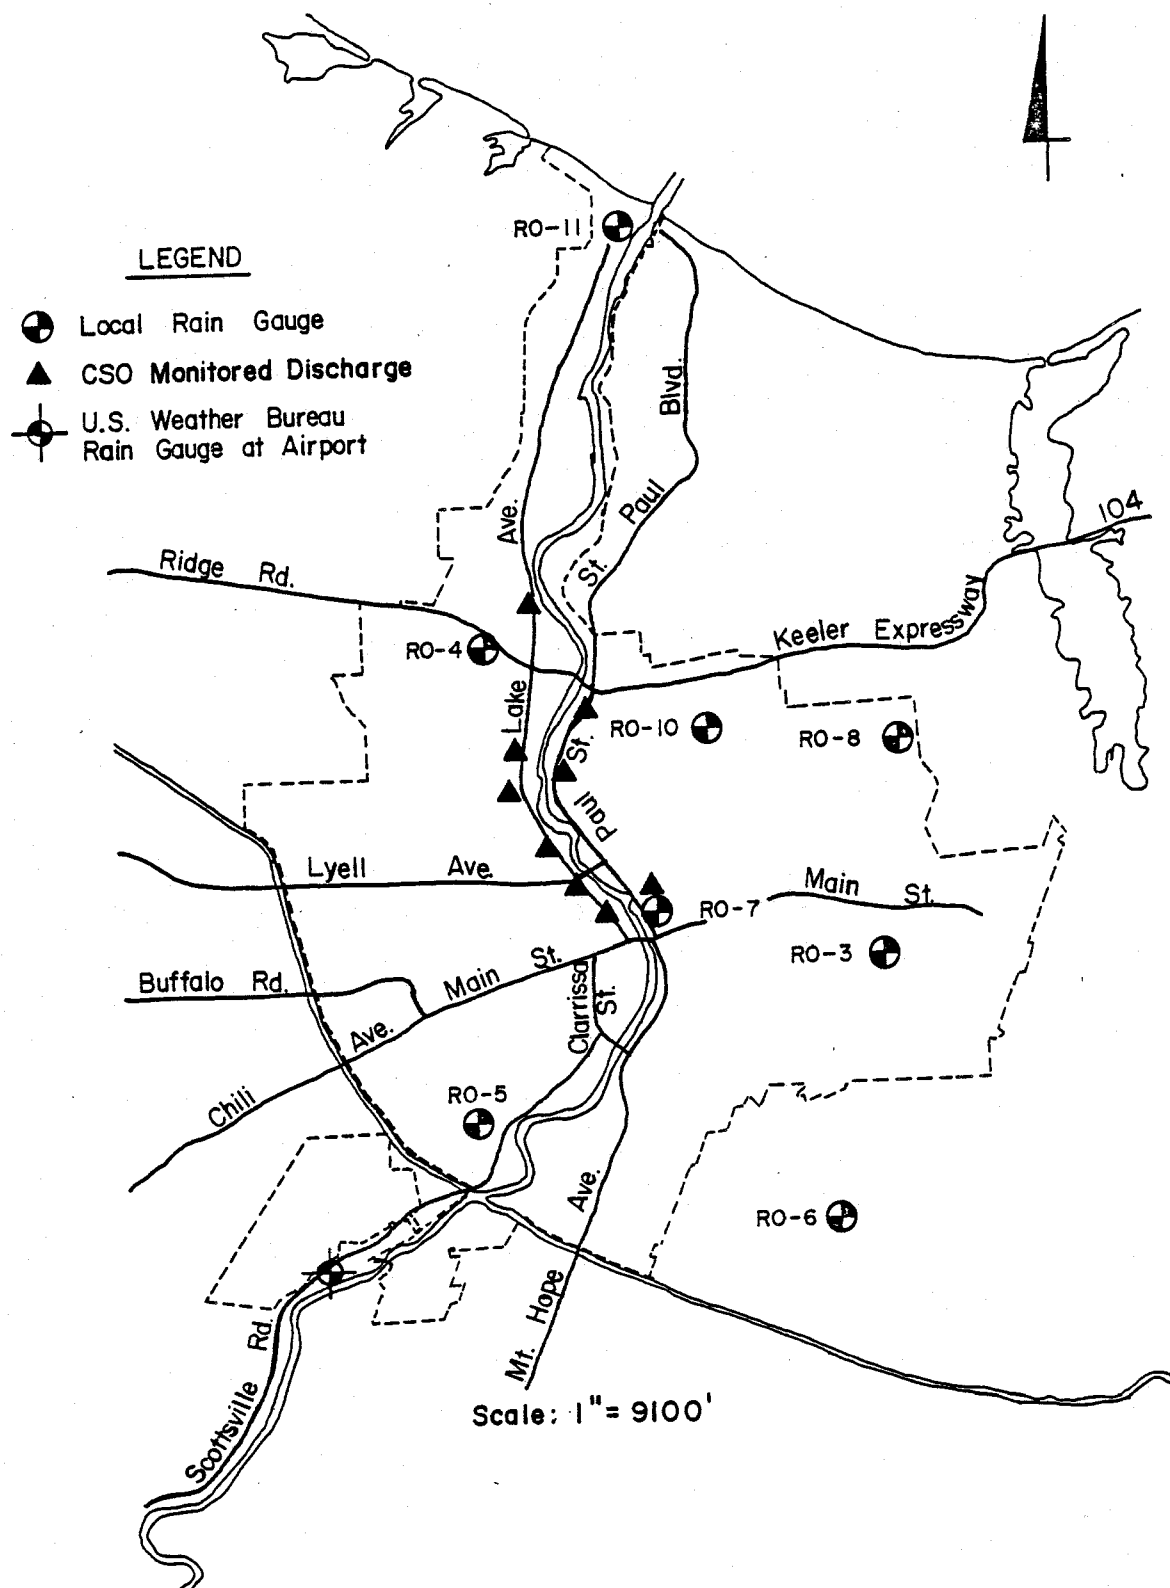 RO-11
LEGEND
Local Rain Gauge
CSO Monitored Discharge
U.S. Weather Bureau
Rain Gauge at Airport
Blvd.
Paul
St.
Ave.
104
Ridge Rd.
Keeler Expressway
RO-4
Lake
RO-10
RO-8
St.
Paul
Lyell Ave.
Main St.
RO-7
RO-3
Buffalo Rd.
Main St.
Clarrissa
St.
Chili Ave.
RO-5
RO-6
Mt. Hope Ave.
Scottsville Rd.
Scale: 1" = 9100'